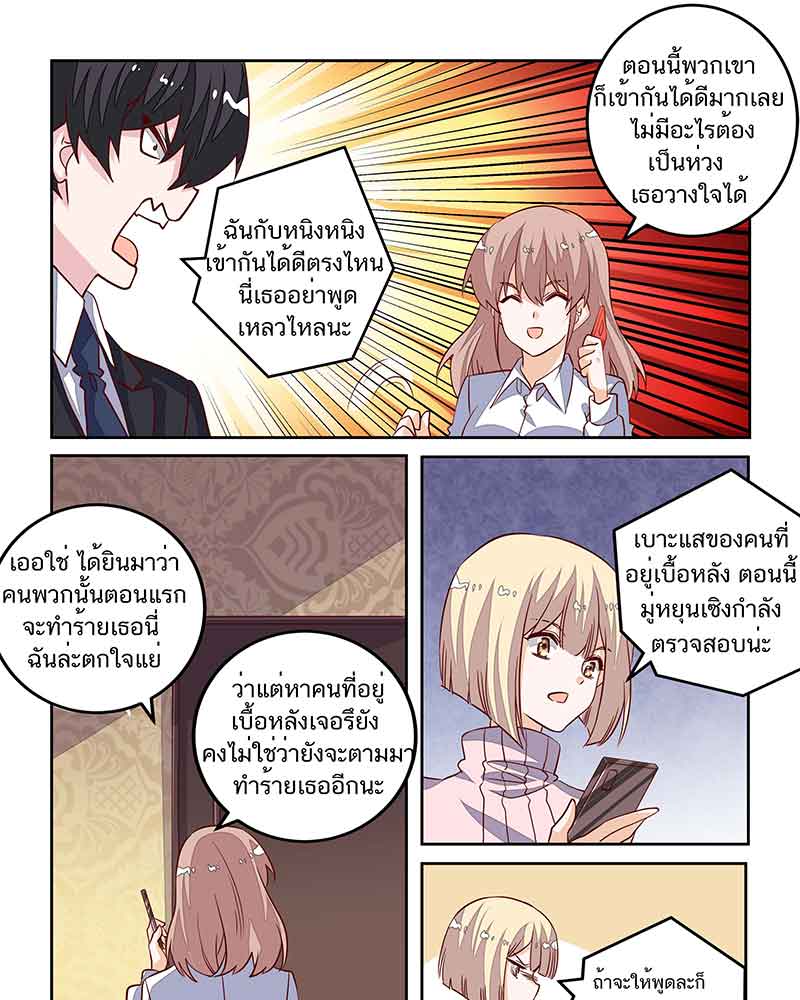 ตอนนี้พวกเขา
ก็เข้ากันได้ดีมากเลย
ไม่มีอะไรต้อง
เป็นห่วง
เธอวางใจได้
ฉันกับหนิงหนิง
เข้ากันได้ดีตรงไหน
นี่เธออย่าพูด
เหลวไหลนะ
เออใช่ ได้ยินมาว่า
คนพวกนั้นตอนแรก
จะทำร้ายเธอนี่
ฉันล่ะตกใจแย่
ว่าแต่หาคนที่อยู่
เบื้อหลังเจอรึยัง
คงไม่ใช่ว่ายังจะตามมา
ทำร้ายเธออีกนะ
เบาะแสของคนที่
อยู่เบื้อหลัง ตอนนี้
มู่หยุนเซิงกำลัง
ตรวจสอบน่ะ
ถ้าจะให้พูดละก็